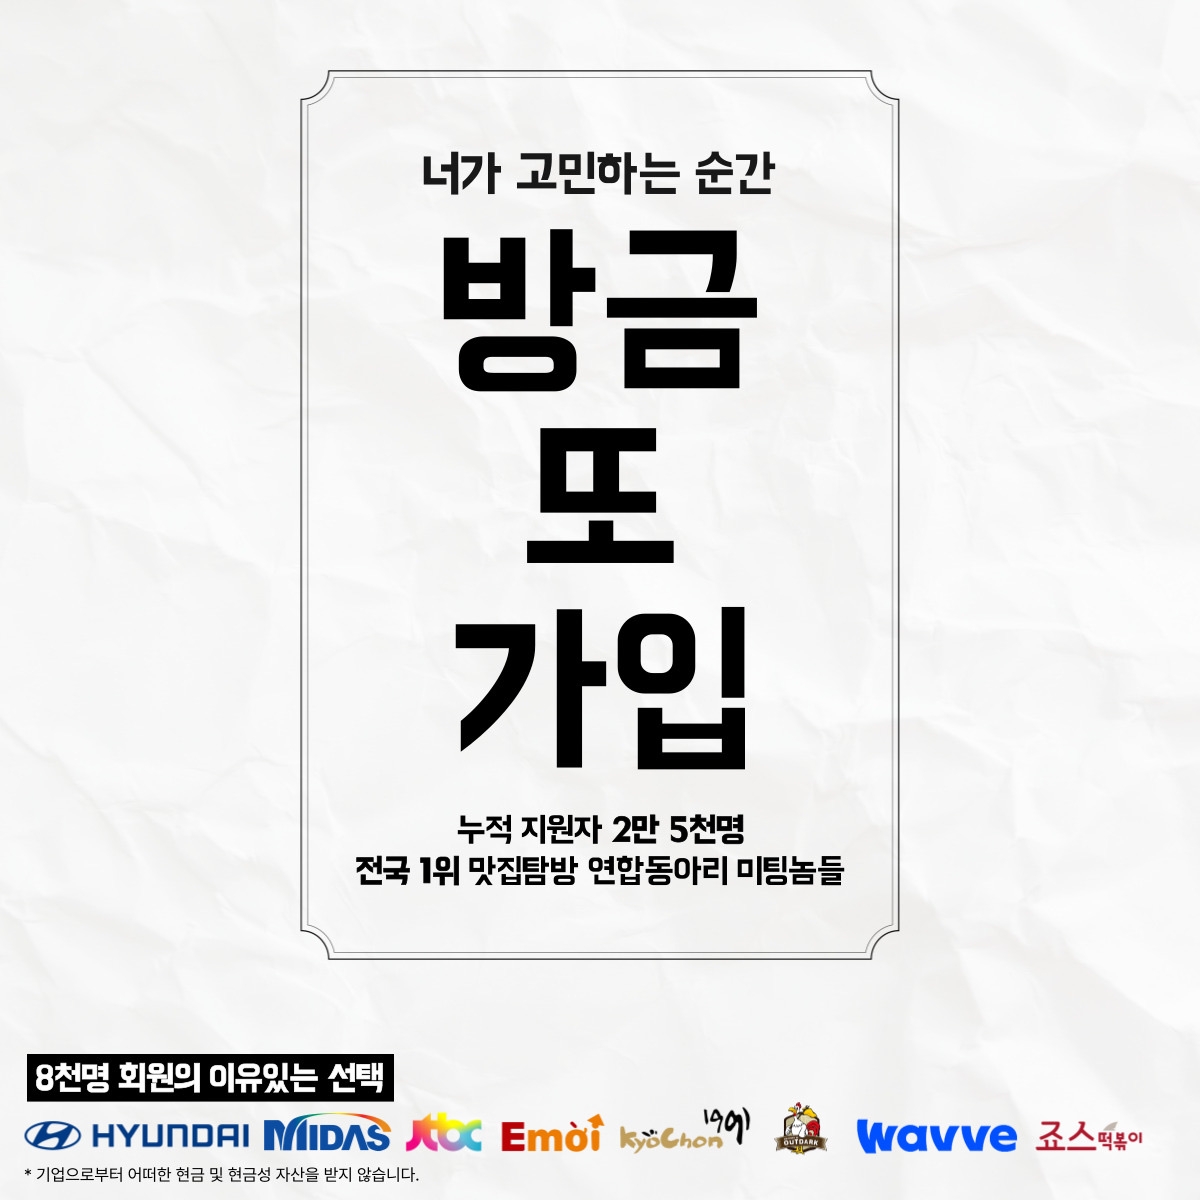 너가 고민하는 순간
방금
또
가입
누적 지원자 2만 5천명
전국 1위 맛집탐방 연합동아리 미팅놈들
8천명 회원의 이유있는 선택
HYUNDAI MIDAS jtbc Emoi kyochon 1991 OUTDARK wavve 죠스떡볶이
* 기업으로부터 어떠한 현금 및 현금성 자산을 받지 않습니다.